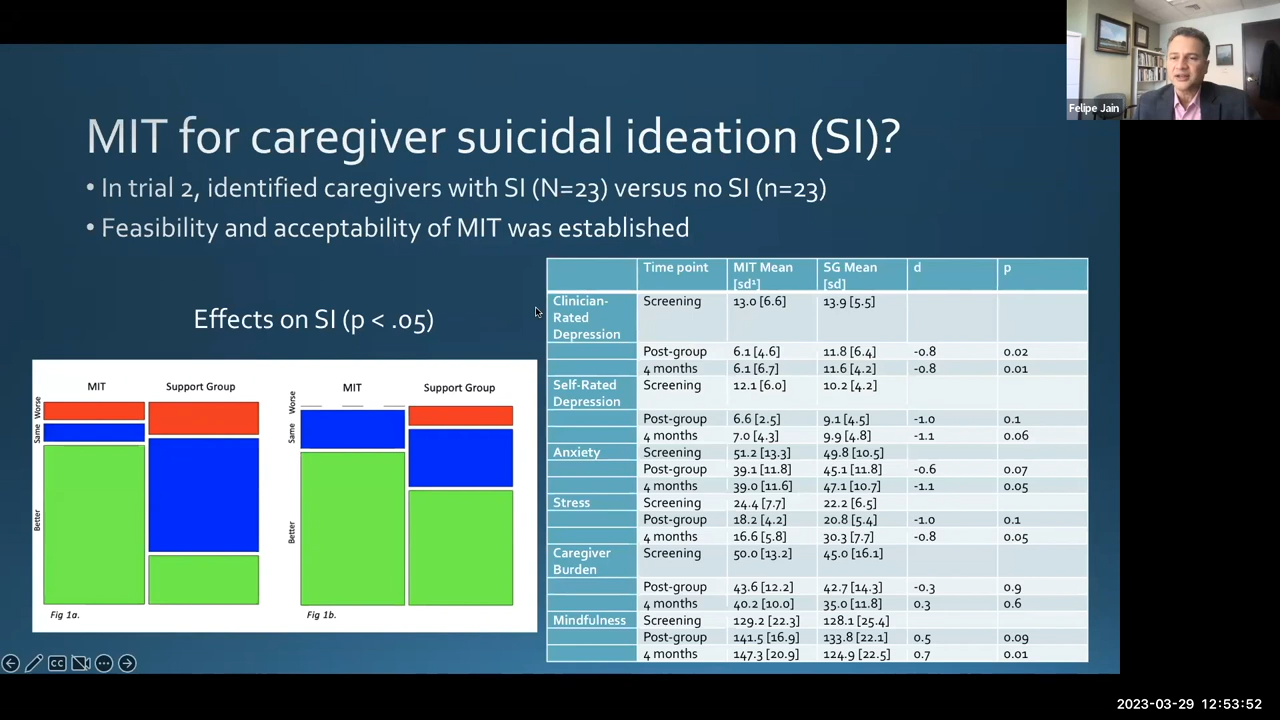 Felipe Jain
MIT for caregiver suicidal ideation (SI)?
• In trial 2, identified caregivers with SI (N=23) versus no SI (n=23)
• Feasibility and acceptability of MIT was established
Effects on SI (p < .05)
MIT
Support Group
Worse
Same
Better
Fig 1a.
MIT
Support Group
Worse
Same
Better
Fig 1b.
Time point MIT Mean [sd¹] SG Mean [sd] d p
Clinician-Rated Depression Screening 13.0 [6.6] 13.9 [5.5]
Post-group 6.1 [4.6] 11.8 [6.4] -0.8 0.02
4 months 6.1 [6.7] 11.6 [4.2] -0.8 0.01
Self-Rated Depression Screening 12.1 [6.0] 10.2 [4.2]
Post-group 6.6 [2.5] 9.1 [4.5] -1.0 0.1
4 months 7.0 [4.3] 9.9 [4.8] -1.1 0.06
Anxiety Screening 51.2 [13.3] 49.8 [10.5]
Post-group 39.1 [11.8] 45.1 [11.8] -0.6 0.07
4 months 39.0 [11.6] 47.1 [10.7] -1.1 0.05
Stress Screening 24.4 [7.7] 22.2 [6.5]
Post-group 18.2 [4.2] 20.8 [5.4] -1.0 0.1
4 months 16.6 [5.8] 30.3 [7.7] -0.8 0.05
Caregiver Burden Screening 50.0 [13.2] 45.0 [16.1]
Post-group 43.6 [12.2] 42.7 [14.3] -0.3 0.9
4 months 40.2 [10.0] 35.0 [11.8] 0.3 0.6
Mindfulness Screening 129.2 [22.3] 128.1 [25.4]
Post-group 141.5 [16.9] 133.8 [22.1] 0.5 0.09
4 months 147.3 [20.9] 124.9 [22.5] 0.7 0.01
CC
2023-03-29 12:53:52